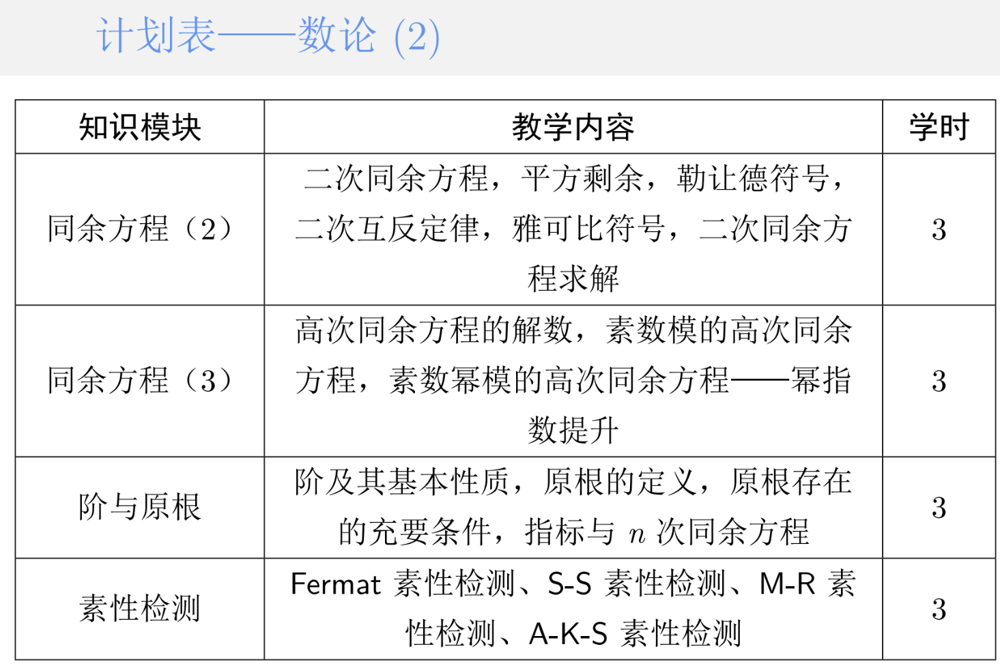 计划表——数论 (2)
知识模块 教学内容 学时
二次同余方程，平方剩余，勒让德符号，
同余方程（2） 二次互反定律，雅可比符号，二次同余方 3
程求解
高次同余方程的解数，素数模的高次同余
同余方程（3） 方程，素数幂模的高次同余方程——幂指 3
数提升
阶与原根 阶及其基本性质，原根的定义，原根存在 3
的充要条件，指标与 n 次同余方程
素性检测 Fermat 素性检测、S-S 素性检测、M-R 素 3
性检测、A-K-S 素性检测